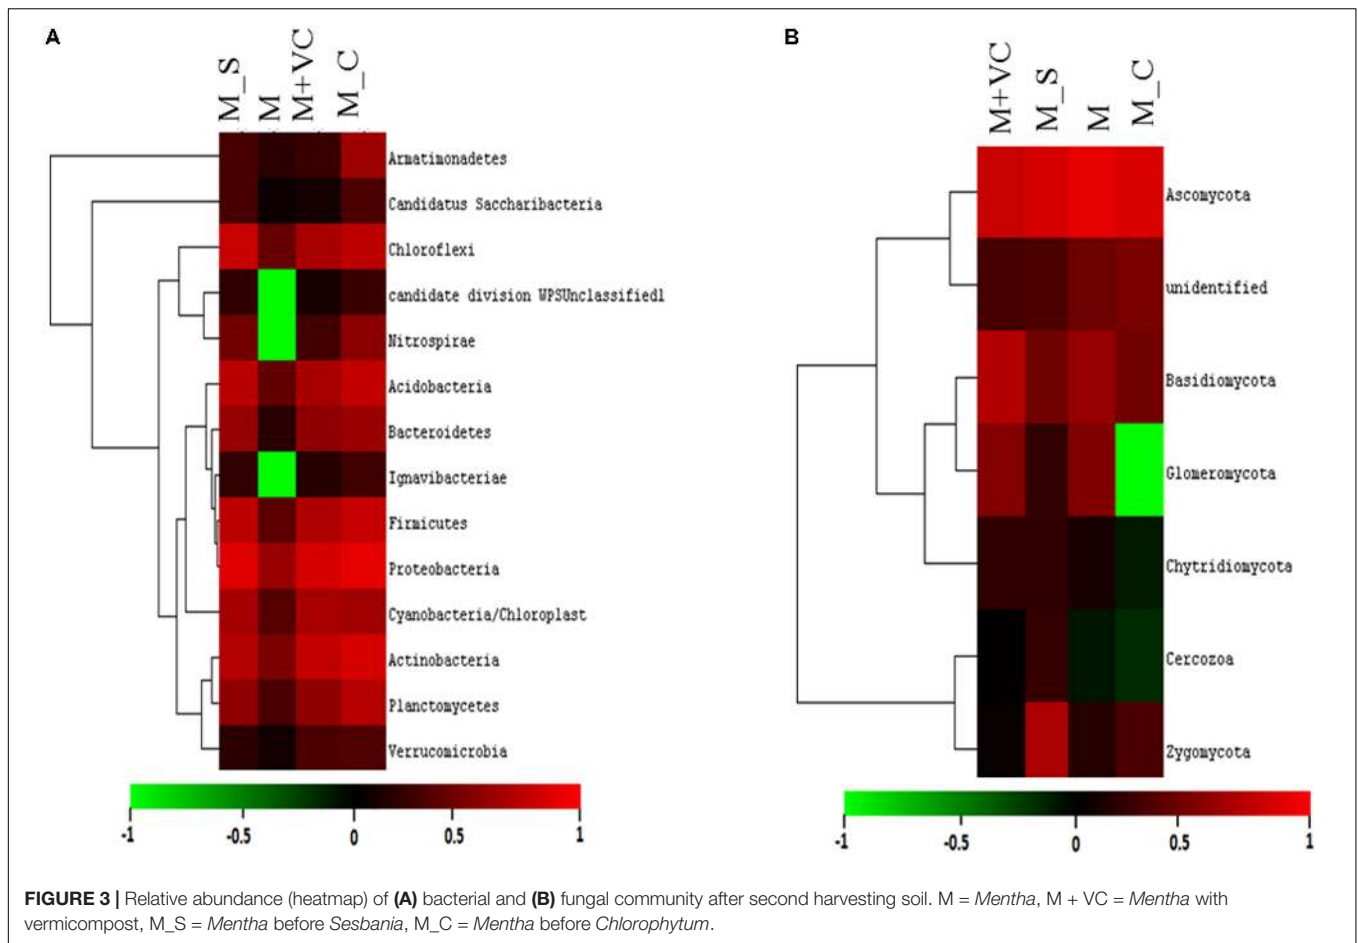 A
M_S
M
M+VC
M_C
Armatimonadetes
Candidatus Saccharibacteria
Chloroflexi
candidate division WPSUnclassified1
Nitrospirae
Acidobacteria
Bacteroidetes
Ignavibacteriae
Firmicutes
Proteobacteria
Cyanobacteria/Chloroplast
Actinobacteria
Planctomycetes
Verrucomicrobia
-1 -0.5 0 0.5 1
B
M+VC
M_S
M
M_C
Ascomycota
unidentified
Basidiomycota
Glomeromycota
Chytridiomycota
Cercozoa
Zygomycota
-1 -0.5 0 0.5 1
FIGURE 3 | Relative abundance (heatmap) of (A) bacterial and (B) fungal community after second harvesting soil. M = Mentha, M + VC = Mentha with
vermicompost, M_S = Mentha before Sesbania, M_C = Mentha before Chlorophytum.